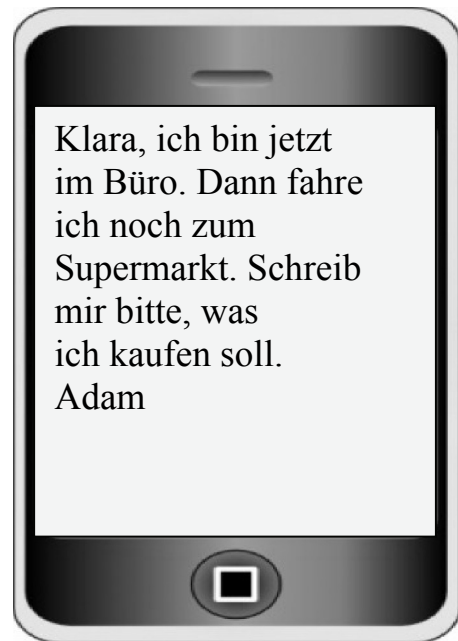 Klara, ich bin jetzt
im Büro. Dann fahre
ich noch zum
Supermarkt. Schreib
mir bitte, was
ich kaufen soll.
Adam